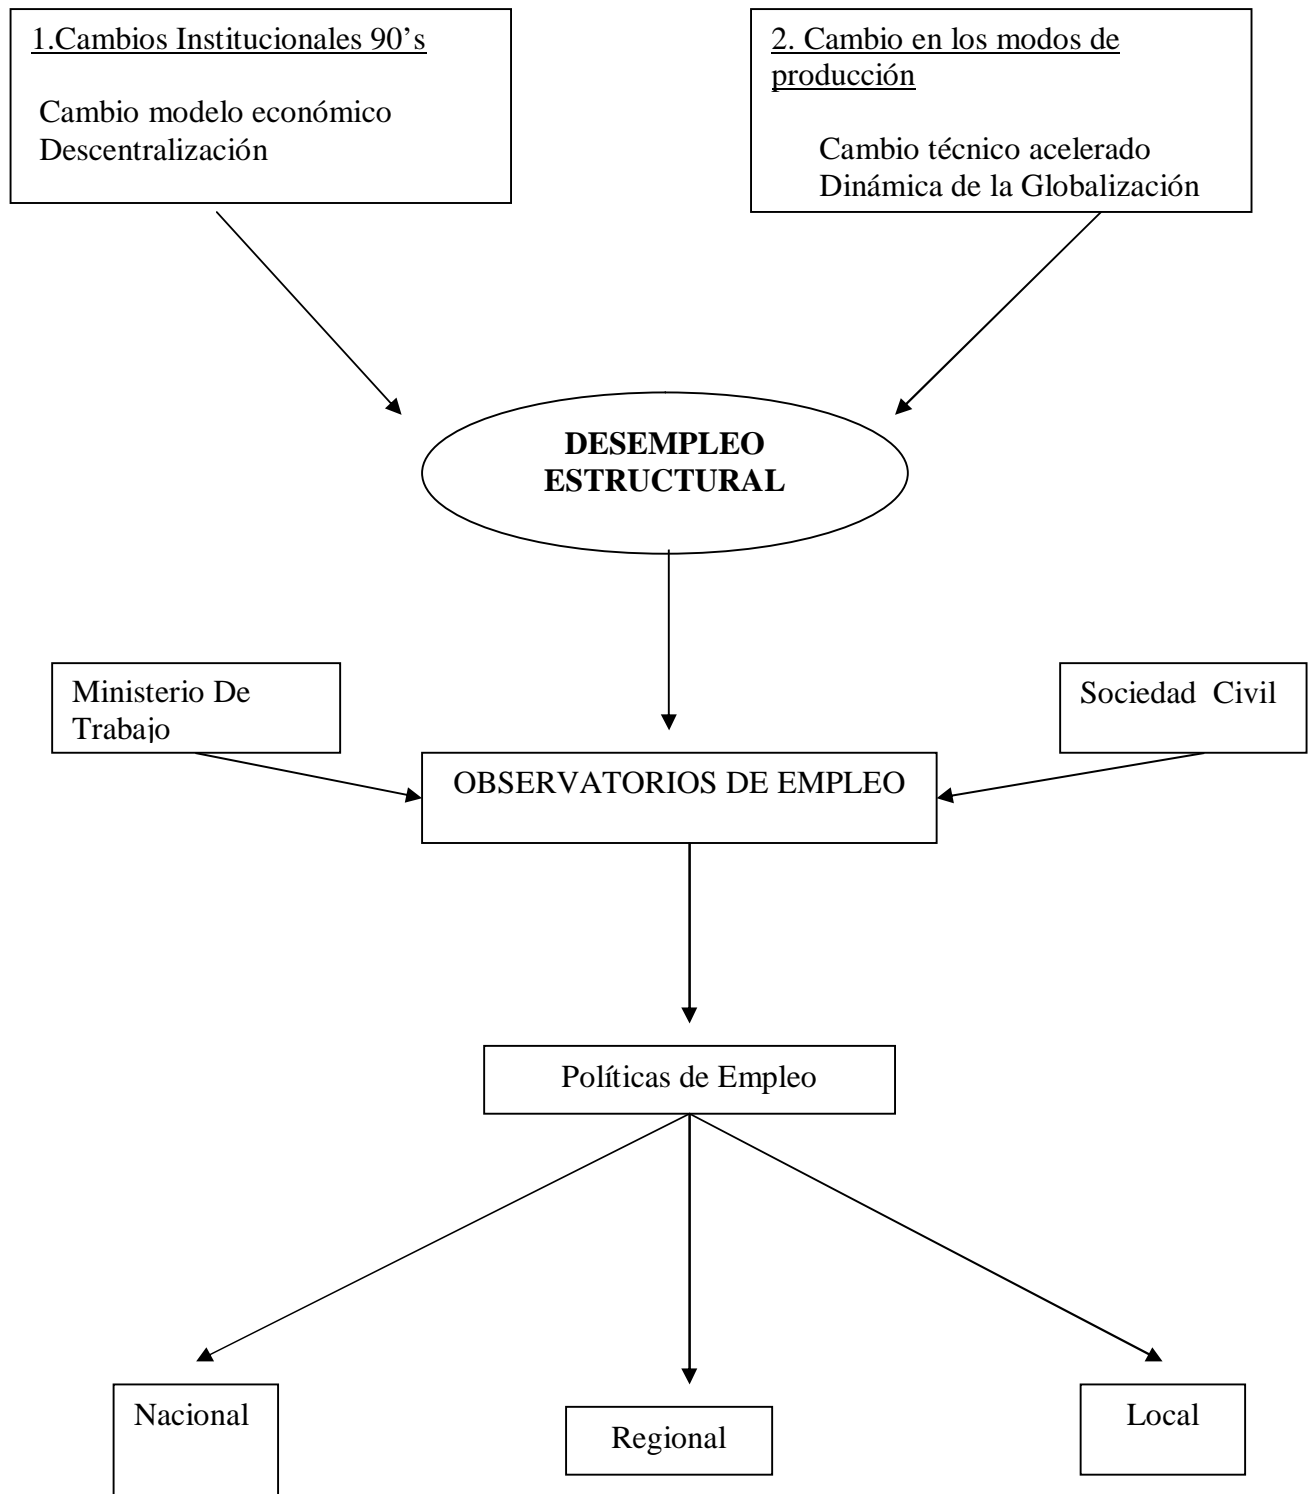 1.Cambios Institucionales 90’s
Cambio modelo económico
Descentralización
2. Cambio en los modos de
producción
Cambio técnico acelerado
Dinámica de la Globalización
DESEMPLEO
ESTRUCTURAL
Ministerio De
Trabajo
Sociedad Civil
OBSERVATORIOS DE EMPLEO
Políticas de Empleo
Nacional
Regional
Local